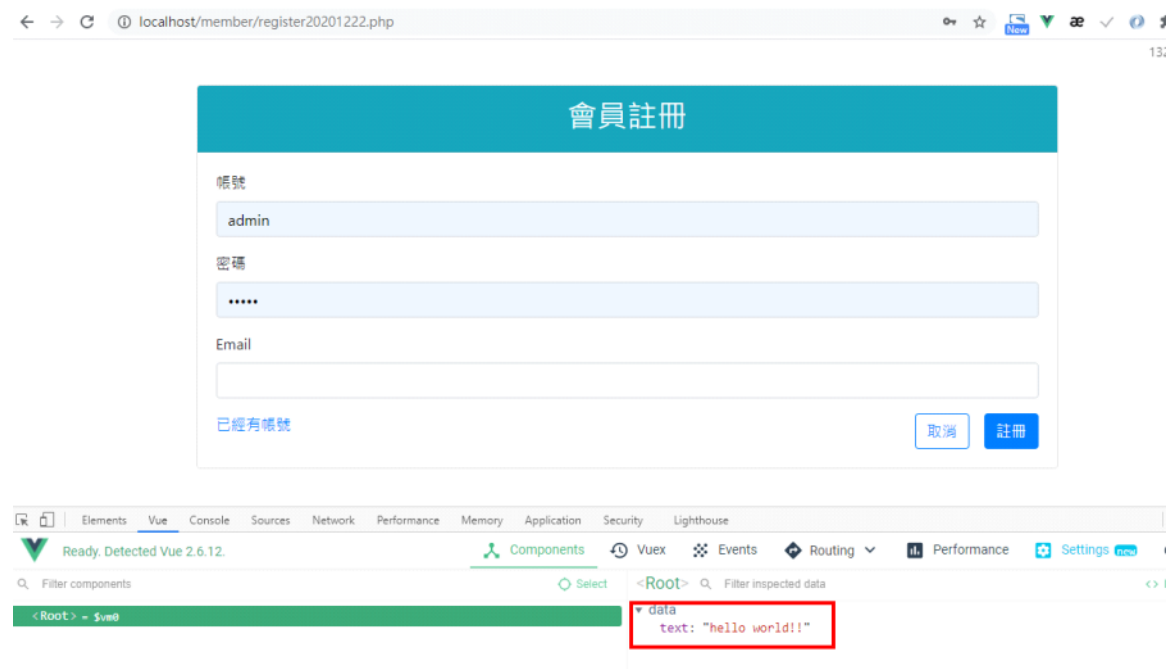 localhost/member/register20201222.php
New
132
會員註冊
帳號
admin
密碼
•••••
Email
已經有帳號
取消
註冊
Elements Vue Console Sources Network Performance Memory Application Security Lighthouse
Ready. Detected Vue 2.6.12.
Components Vuex Events Routing Performance Settings new
Filter components
Select
<Root> Filter inspected data
<Root> = $vm0
data
text: "hello world!!"